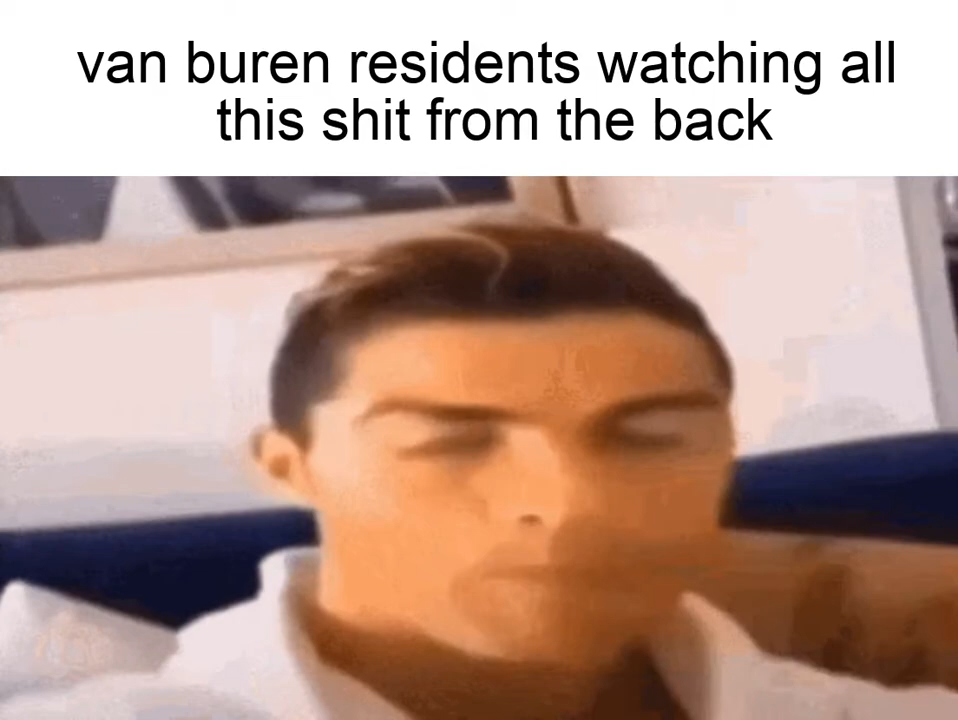 van buren residents watching all
this shit from the back